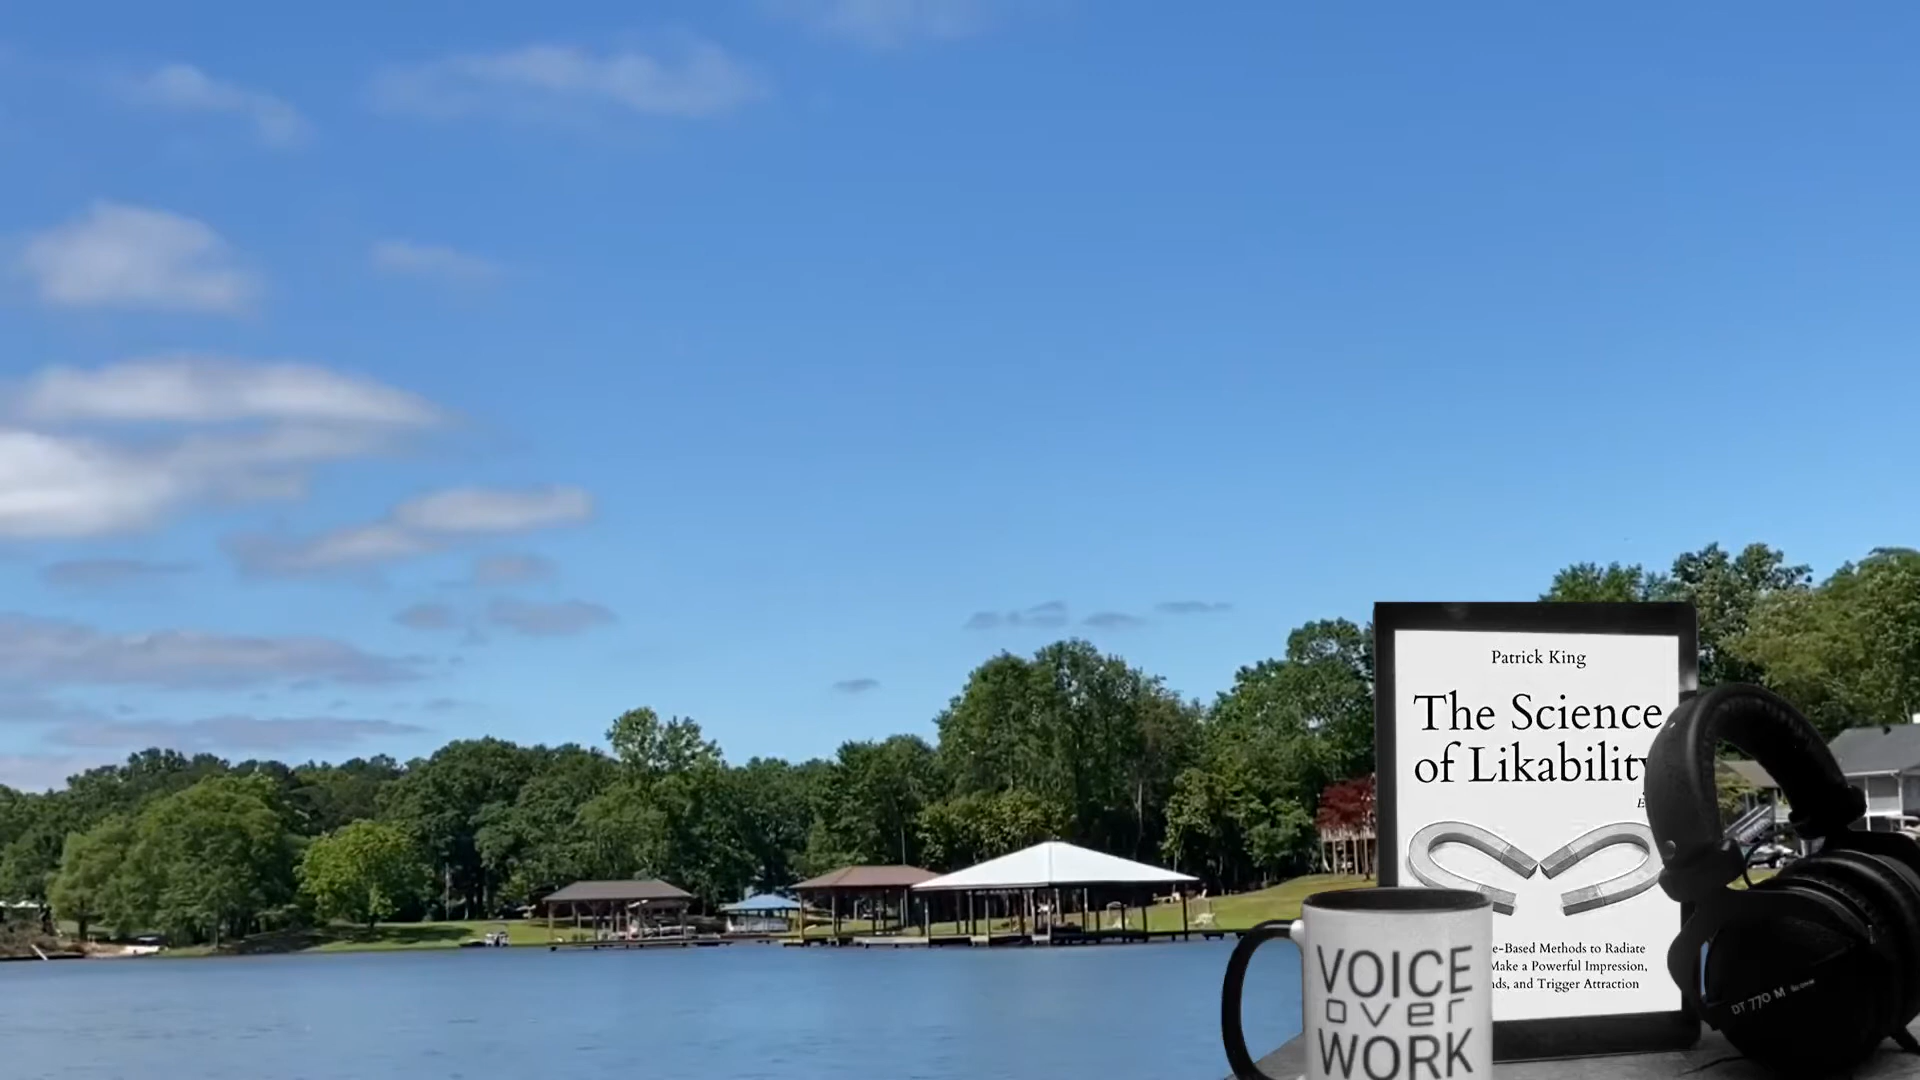 Patrick King
The Science
of Likability
e-Based Methods to Radiate
Make a Powerful Impression,
nds, and Trigger Attraction
VOICE
over
WORK
DT 770 M